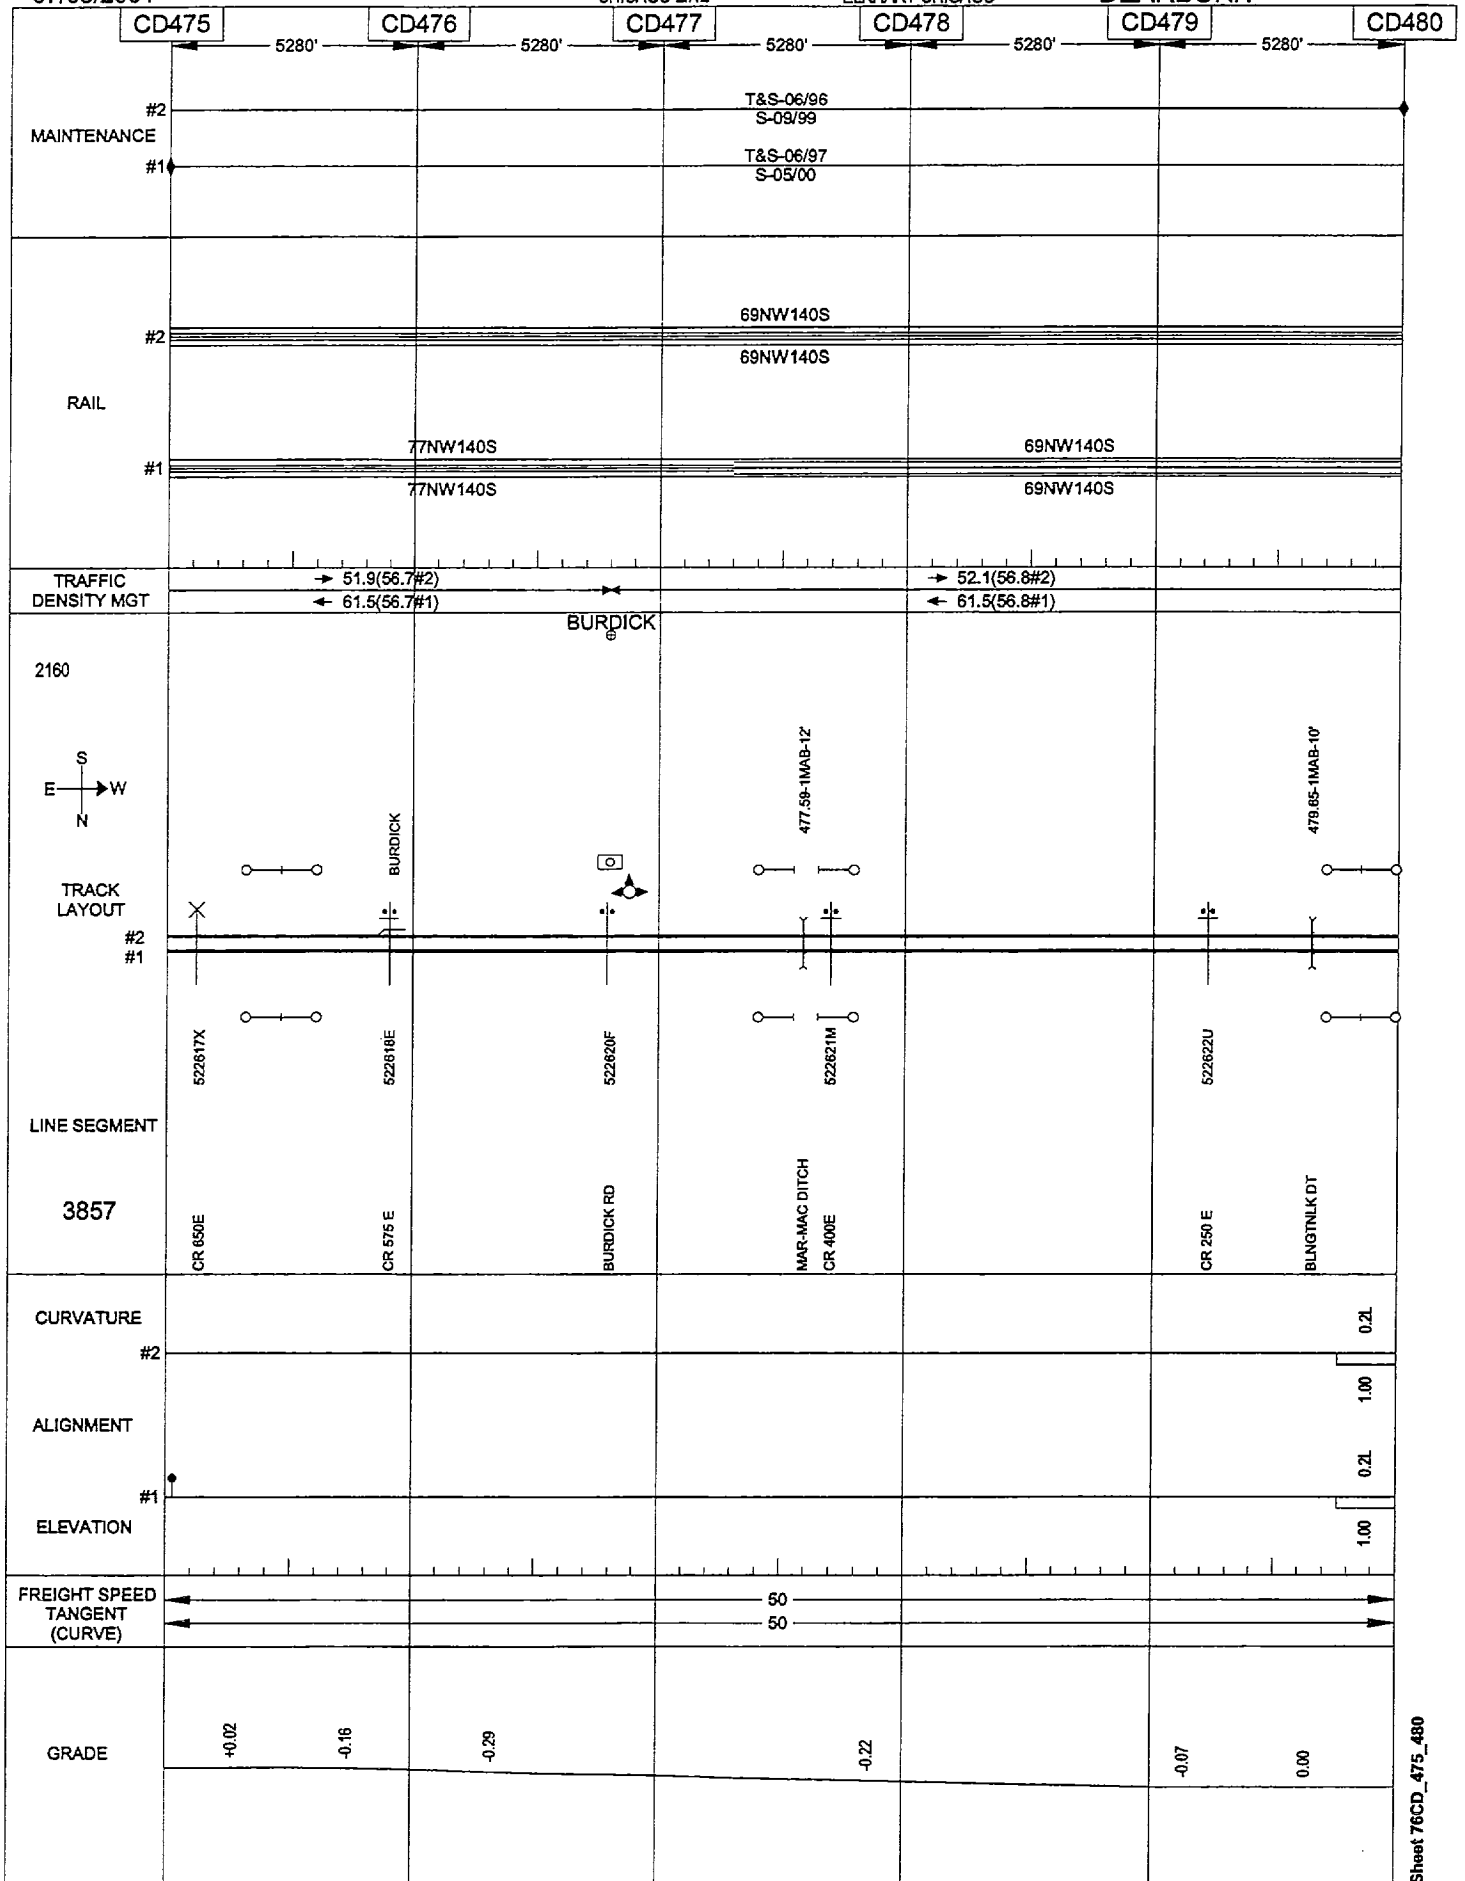 CD475 CD476 CD477 CD478 CD479 CD480
5280' 5280' 5280' 5280' 5280'
MAINTENANCE
#2
T&S-06/96
S-09/99
#1
T&S-06/97
S-05/00
RAIL
#2
69NW140S
69NW140S
#1
77NW140S 69NW140S
77NW140S 69NW140S
TRAFFIC
DENSITY MGT
51.9(56.7#2) 52.1(56.8#2)
61.5(56.7#1) 61.5(56.8#1)
BURDICK
2160
S
E W
N
BURDICK
477.59-1MAB-12'
479.65-1MAB-10'
TRACK
LAYOUT
#2
#1
522617X
522618E
522620F
522621M
522622U
LINE SEGMENT
3857
CR 650E
CR 575 E
BURDICK RD
MAR-MAC DITCH
CR 400E
CR 250 E
BLNGTNLK DT
CURVATURE
#2
0.2L
1.00
ALIGNMENT
#1
0.2L
1.00
ELEVATION
FREIGHT SPEED
TANGENT
(CURVE)
50
50
GRADE
+0.02
-0.16
-0.29
-0.22
-0.07
0.00
Sheet 76CD_475_480